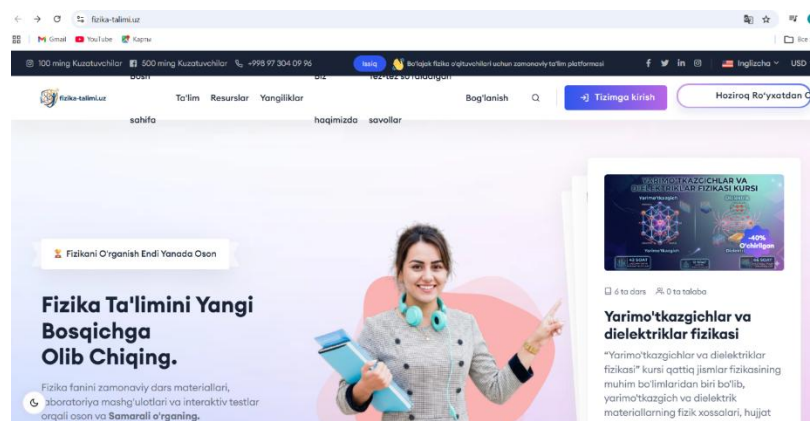 fizika-talimi.uz
Gmail YouTube Карты
Все
100 ming Kuzatuvchilar 500 ming Kuzatuvchilar +998 97 304 09 96 Issiq Bo'lajak fizika o'qituvchilari uchun zamonaviy ta'lim platformasi Inglizcha USD
Bosh Biz Tez-tez so'raladigan
fizika-talimi.uz Ta'lim Resurslar Yangiliklar Bog'lanish Tizimga kirish Hoziroq Ro'yxatdan O
sahifa haqimizda savollar
Fizikani O'rganish Endi Yanada Oson
Fizika Ta'limini Yangi
Bosqichga
Olib Chiqing.
Fizika fanini zamonaviy dars materiallari,
laboratoriya mashg'ulotlari va interaktiv testlar
orqali oson va Samarali o'rganing.
YARIMO'TKAZGICHLAR VA
DIELEKTRIKLAR FIZIKASI KURSI
-40%
O'chirilgan
6 ta dars 0 ta talaba
Yarimo'tkazgichlar va
dielektriklar fizikasi
“Yarimo'tkazgichlar va dielektriklar
fizikasi” kursi qattiq jismlar fizikasining
muhim bo'limlaridan biri bo'lib,
yarimo'tkazgich va dielektrik
materiallarning fizik xossalari, hujjat